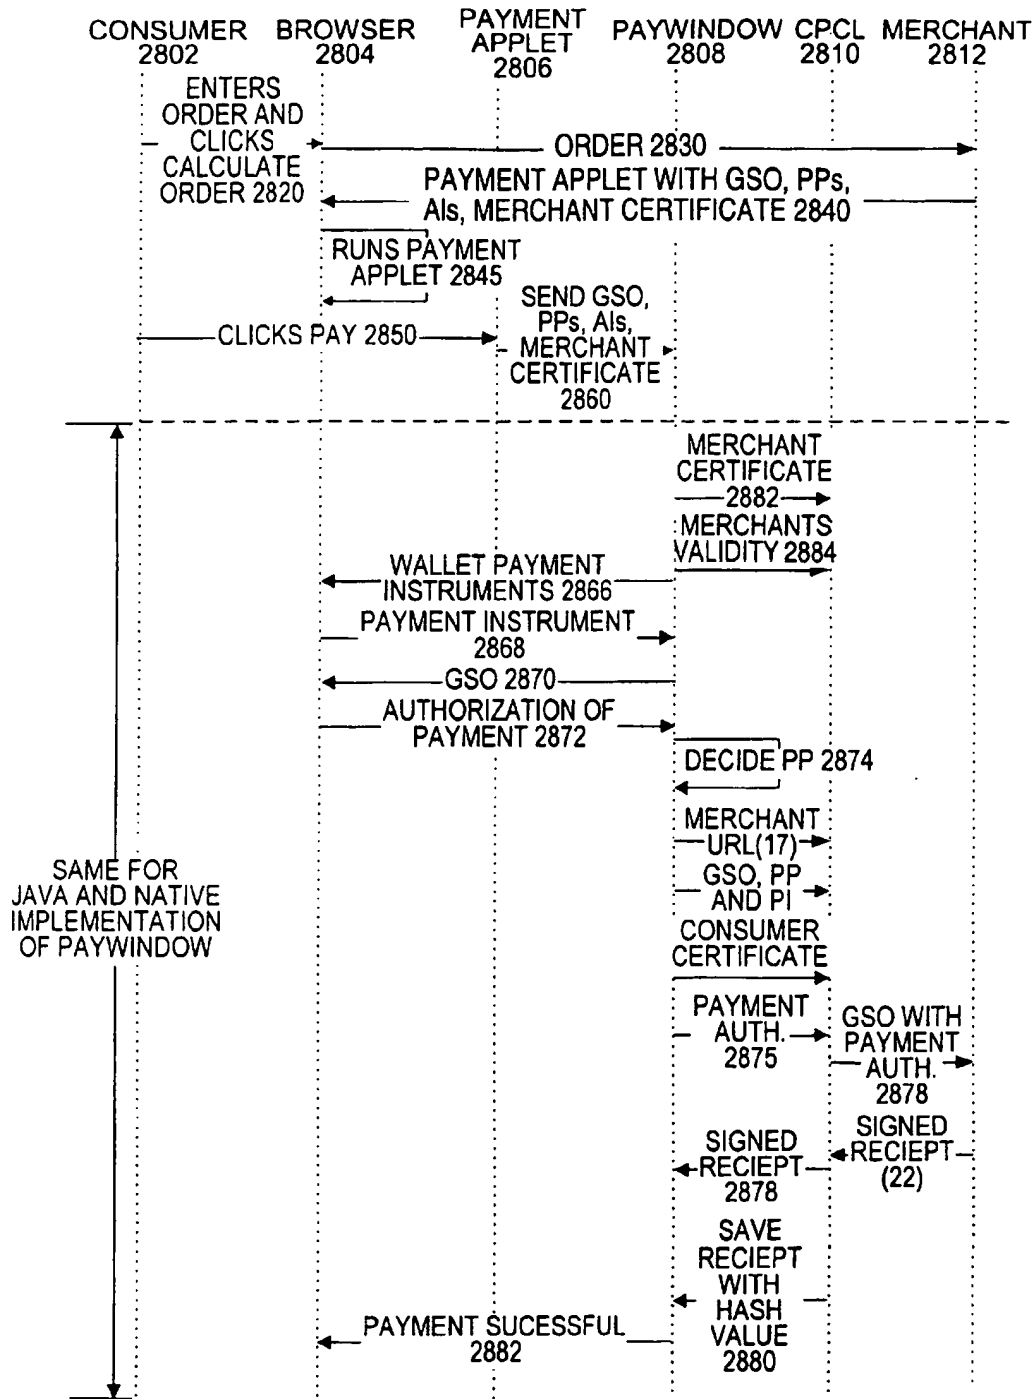 CONSUMER
2802
BROWSER
2804
PAYMENT
APPLET
2806
PAYWINDOW
2808
CPCL
2810
MERCHANT
2812
ENTERS
ORDER AND
CLICKS
CALCULATE
ORDER 2820
ORDER 2830
PAYMENT APPLET WITH GSO, PPs,
AIs, MERCHANT CERTIFICATE 2840
RUNS PAYMENT
APPLET 2845
CLICKS PAY 2850
SEND GSO,
PPs, AIs,
MERCHANT
CERTIFICATE
2860
MERCHANT
CERTIFICATE
2882
MERCHANTS
VALIDITY 2884
WALLET PAYMENT
INSTRUMENTS 2866
PAYMENT INSTRUMENT
2868
GSO 2870
AUTHORIZATION OF
PAYMENT 2872
DECIDE PP 2874
MERCHANT
URL(17)
GSO, PP
AND PI
CONSUMER
CERTIFICATE
SAME FOR
JAVA AND NATIVE
IMPLEMENTATION
OF PAYWINDOW
PAYMENT
AUTH.
2875
GSO WITH
PAYMENT
AUTH.
2878
SIGNED
RECIEPT
(22)
SIGNED
RECIEPT
2878
SAVE
RECIEPT
WITH
HASH
VALUE
2880
PAYMENT SUCESSFUL
2882